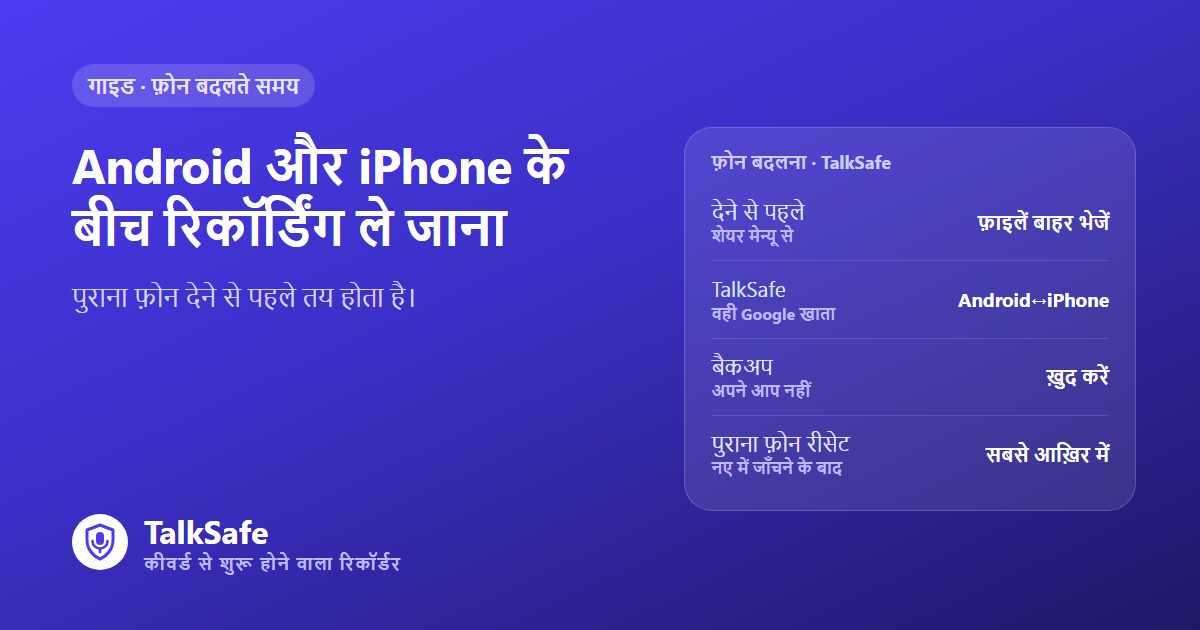 गाइड · फ़ोन बदलते समय
Android और iPhone के
बीच रिकॉर्डिंग ले जाना
पुराना फ़ोन देने से पहले तय होता है।
फ़ोन बदलना · TalkSafe
देने से पहले
शेयर मेन्यू से
फ़ाइलें बाहर भेजें
TalkSafe
वही Google खाता
Android↔iPhone
बैकअप
अपने आप नहीं
ख़ुद करें
पुराना फ़ोन रीसेट
नए में जाँचने के बाद
सबसे आख़िर में
TalkSafe
कीवर्ड से शुरू होने वाला रिकॉर्डर